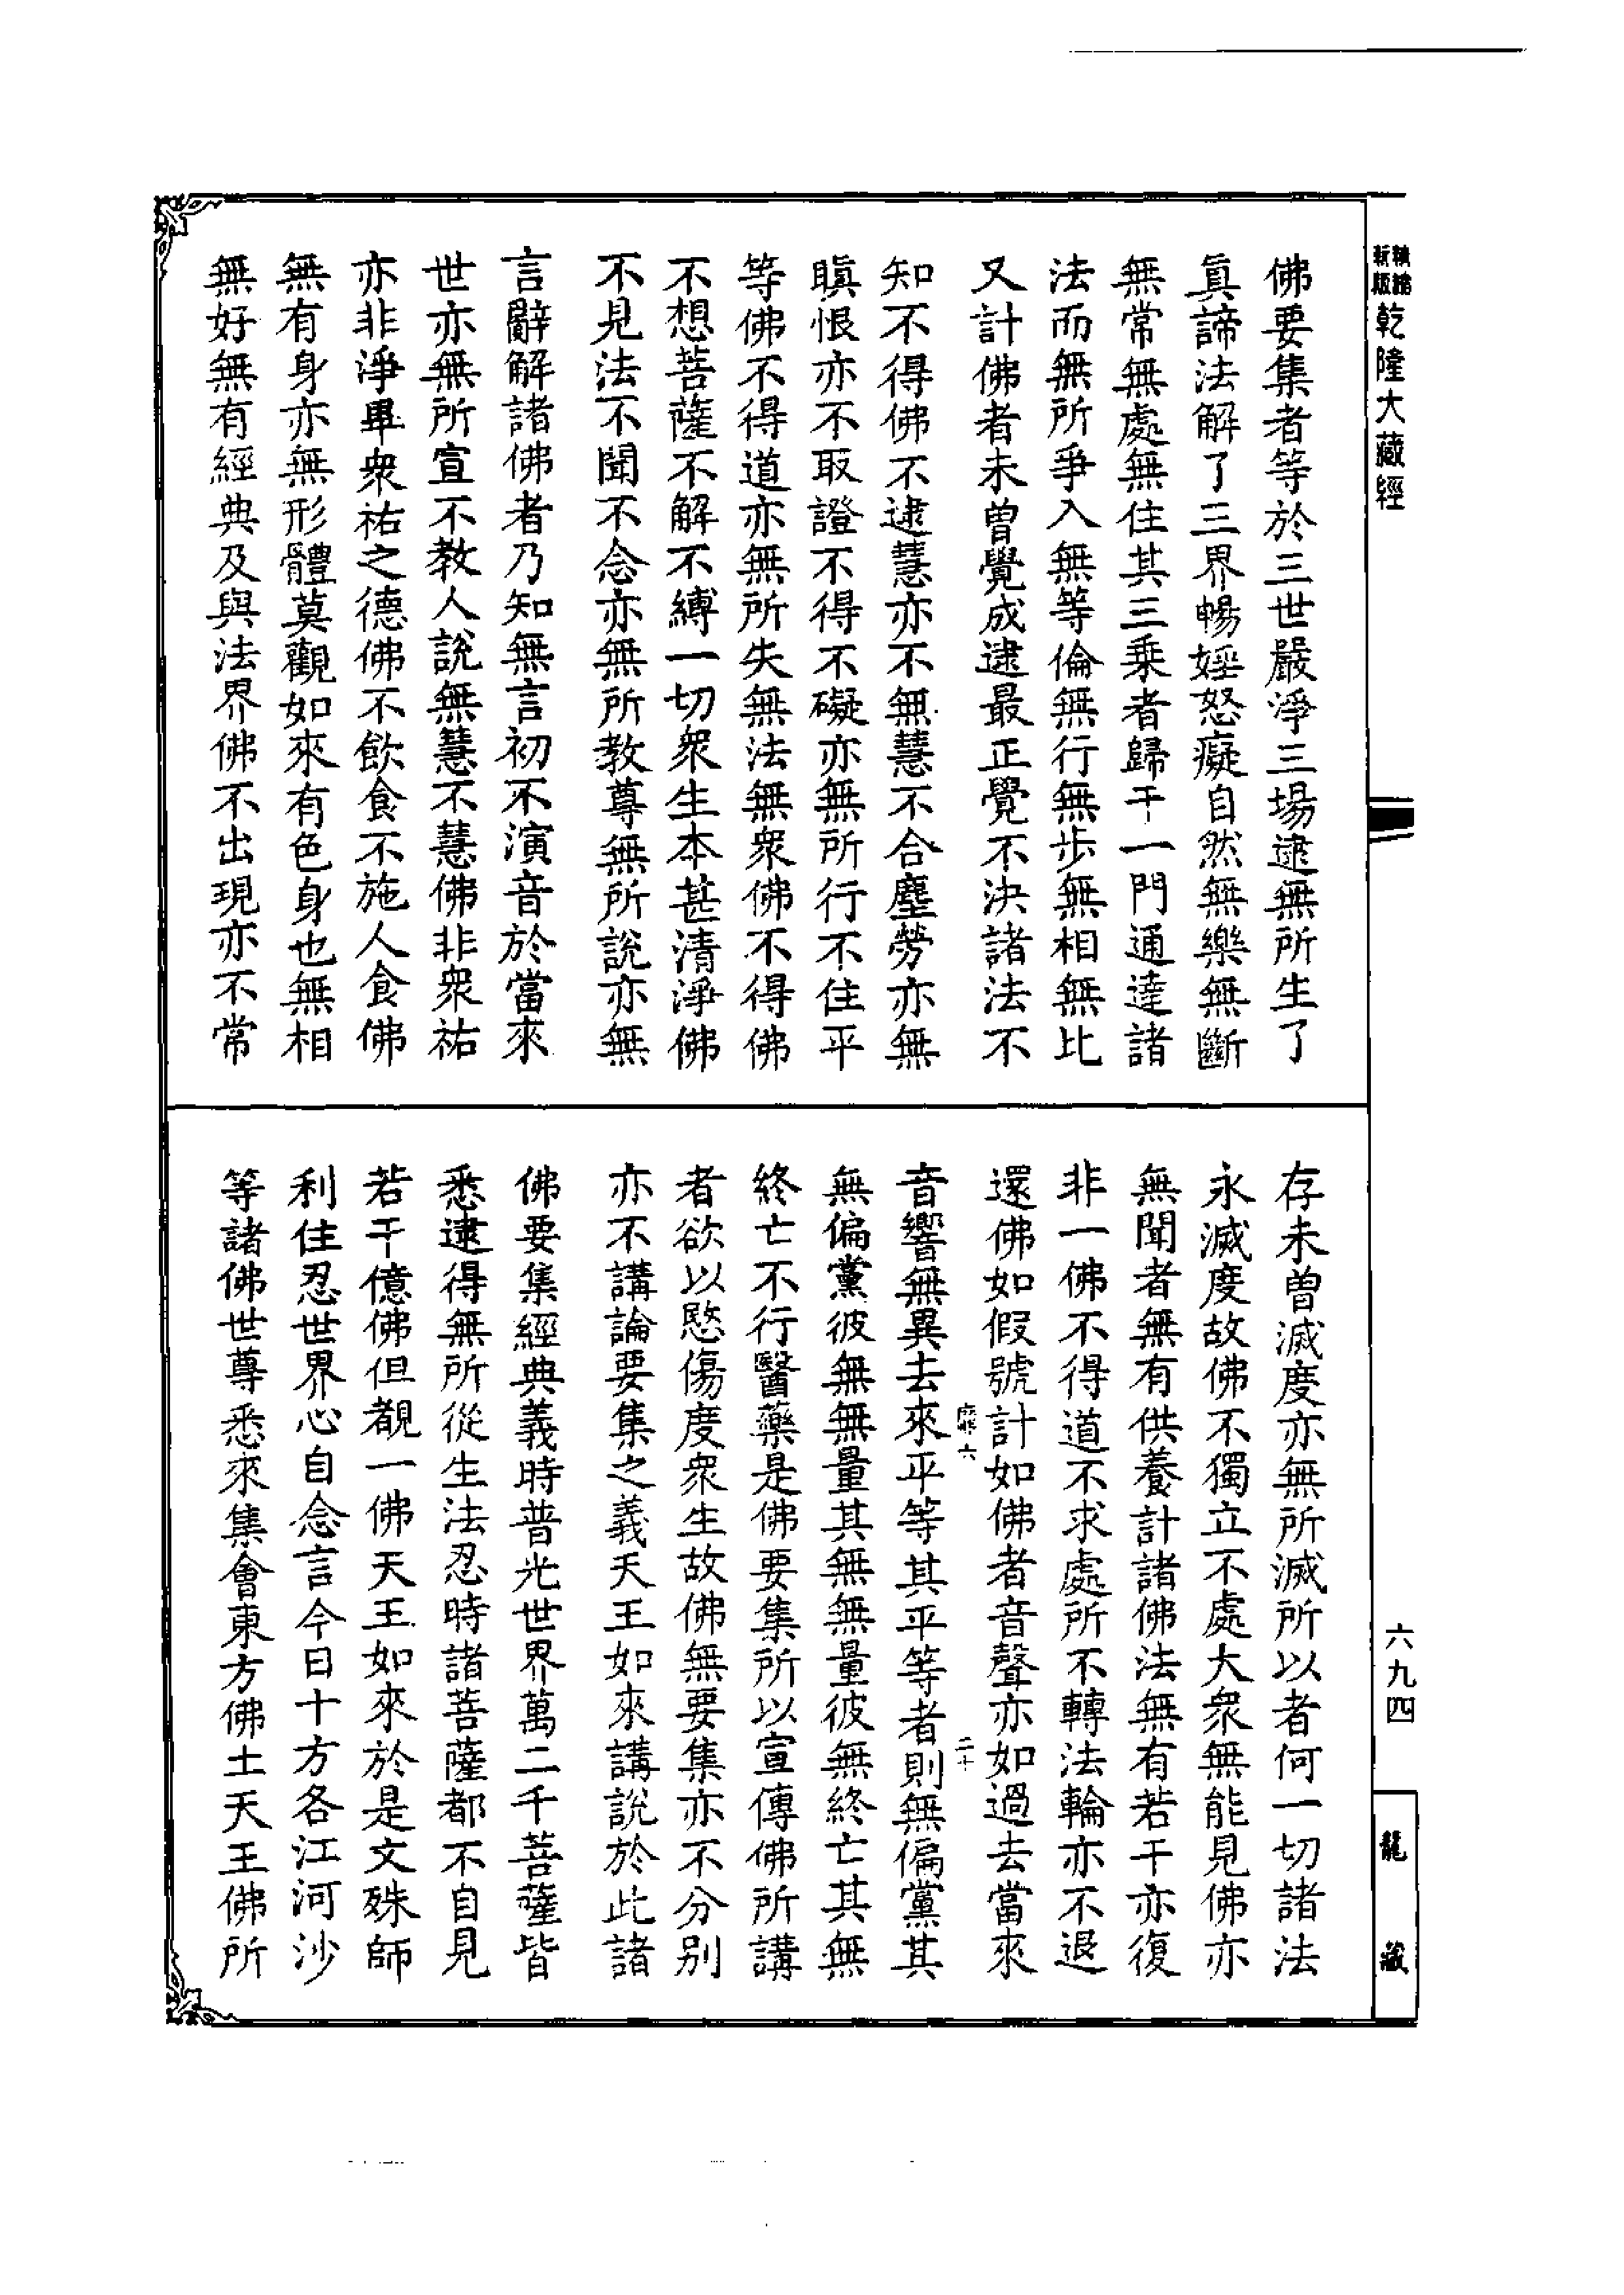 新版
精縮
乾隆大藏經
佛要集者等於三世嚴淨三場逮無所生了
真諦法解了三界暢婬怒癡自然無樂無斷
無常無處無住其三乘者歸于一門通達諸
法而無所爭入無等倫無行無步無相無比
又計佛者未曾覺成逮最正覺不決諸法不
知不得佛不逮慧亦不無慧不合塵勞亦無
瞋恨亦不取證不得不礙亦無所行不住平
等佛不得道亦無所失無法無衆佛不得佛
不想菩薩不解不縛一切衆生本甚清淨佛
不見法不聞不念亦無所教尊無所說亦無
言辭解諸佛者乃知無言初不演音於當來
世亦無所宣不教人說無慧不慧佛非衆祐
亦非淨畢衆祐之德佛不飲食不施人食佛
無有身亦無形體莫觀如來有色身也無相
無好無有經典及與法界佛不出現亦不常
存未曾滅度亦無所滅所以者何一切諸法
永滅度故佛不獨立不處大衆無能見佛亦
無聞者無有供養計諸佛法無有若干亦復
非一佛不得道不求處所不轉法輪亦不退
還佛如假號計如佛者音聲亦如過去當來
音響無異去來平等其平等者則無偏黨其
無偏黨彼無無量其無無量彼無終亡其無
終亡不行醫藥是佛要集所以宣傳佛所講
者欲以愍傷度衆生故佛無要集亦不分別
亦不講論要集之義天王如來講說於此諸
佛要集經典義時普光世界萬二千菩薩皆
悉逮得無所從生法忍時諸菩薩都不自見
若干億佛但覩一佛天王如來於是文殊師
利住忍世界心自念言今日十方各江河沙
等諸佛世尊悉來集會東方佛土天王佛所
六
二十
六九四
龍藏